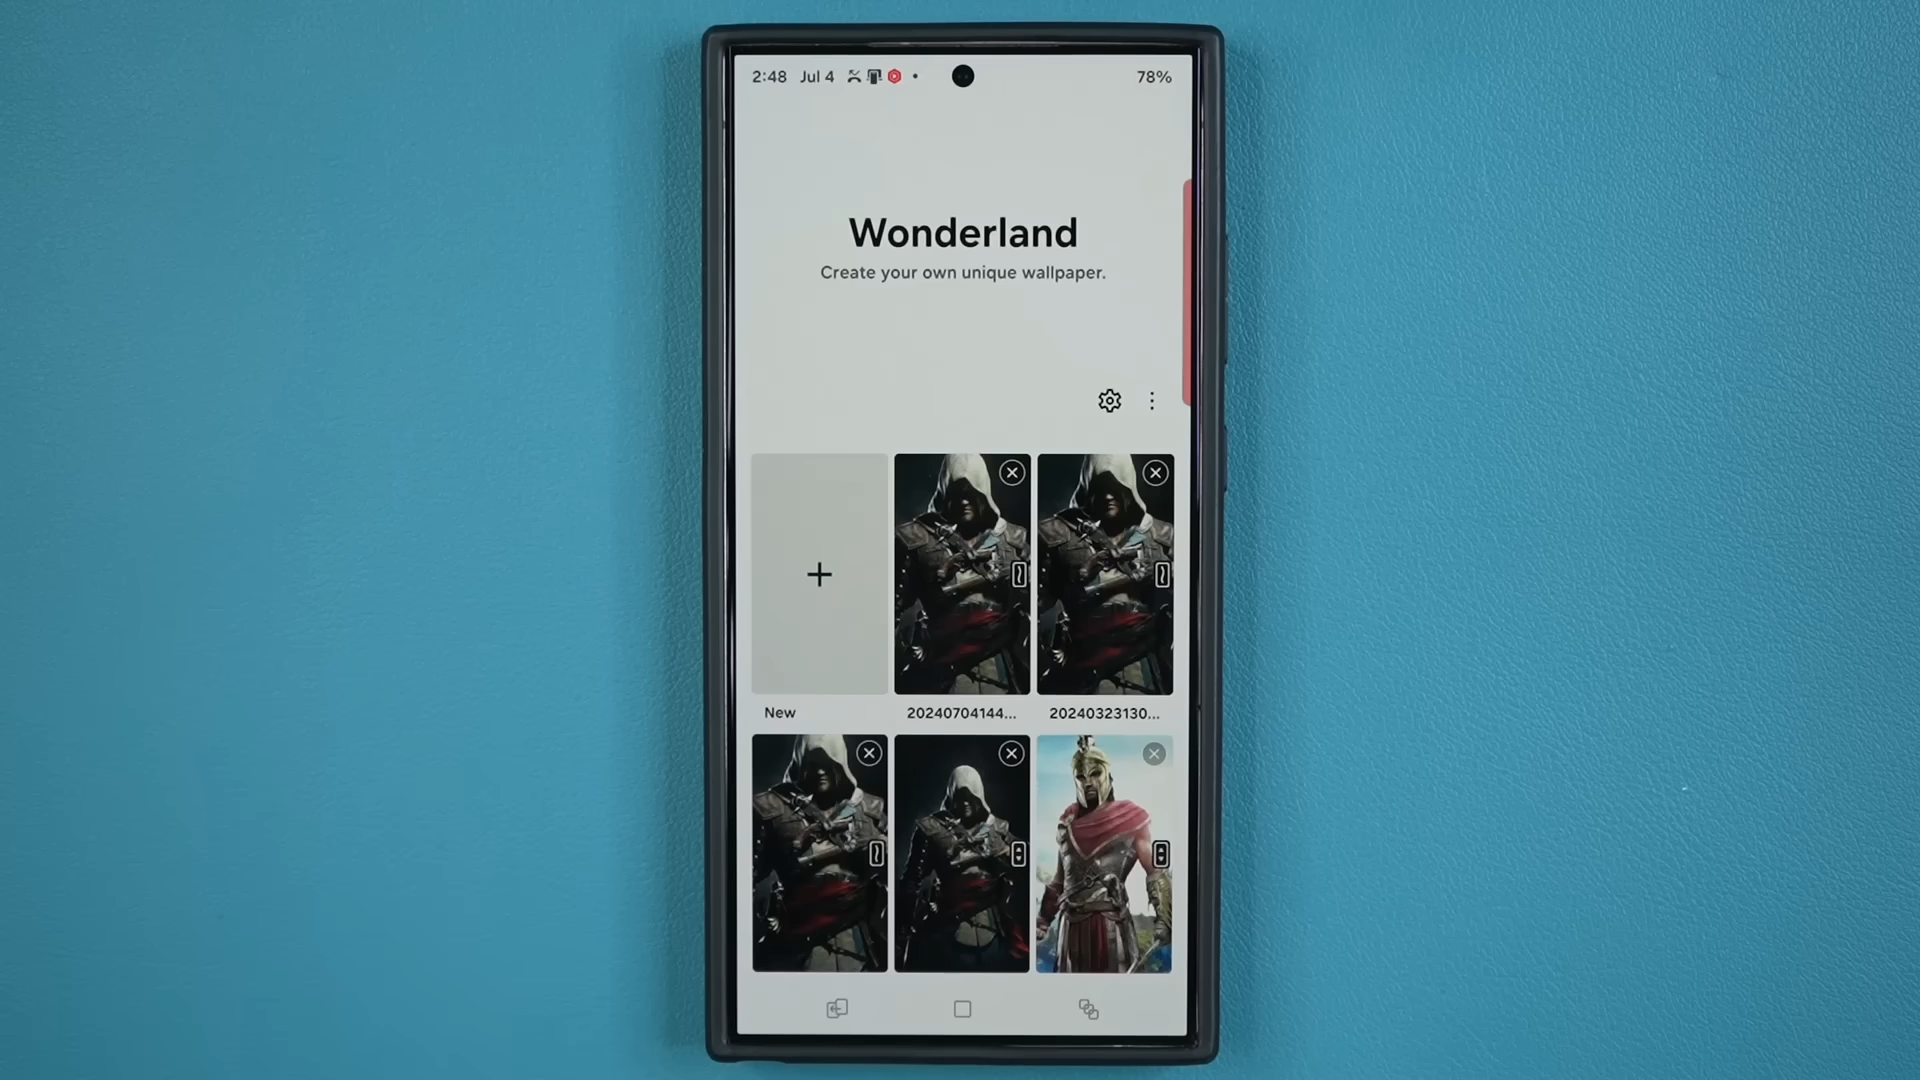 2:48 Jul 4 78%
Wonderland
Create your own unique wallpaper.
New 20240704144... 20240323130...